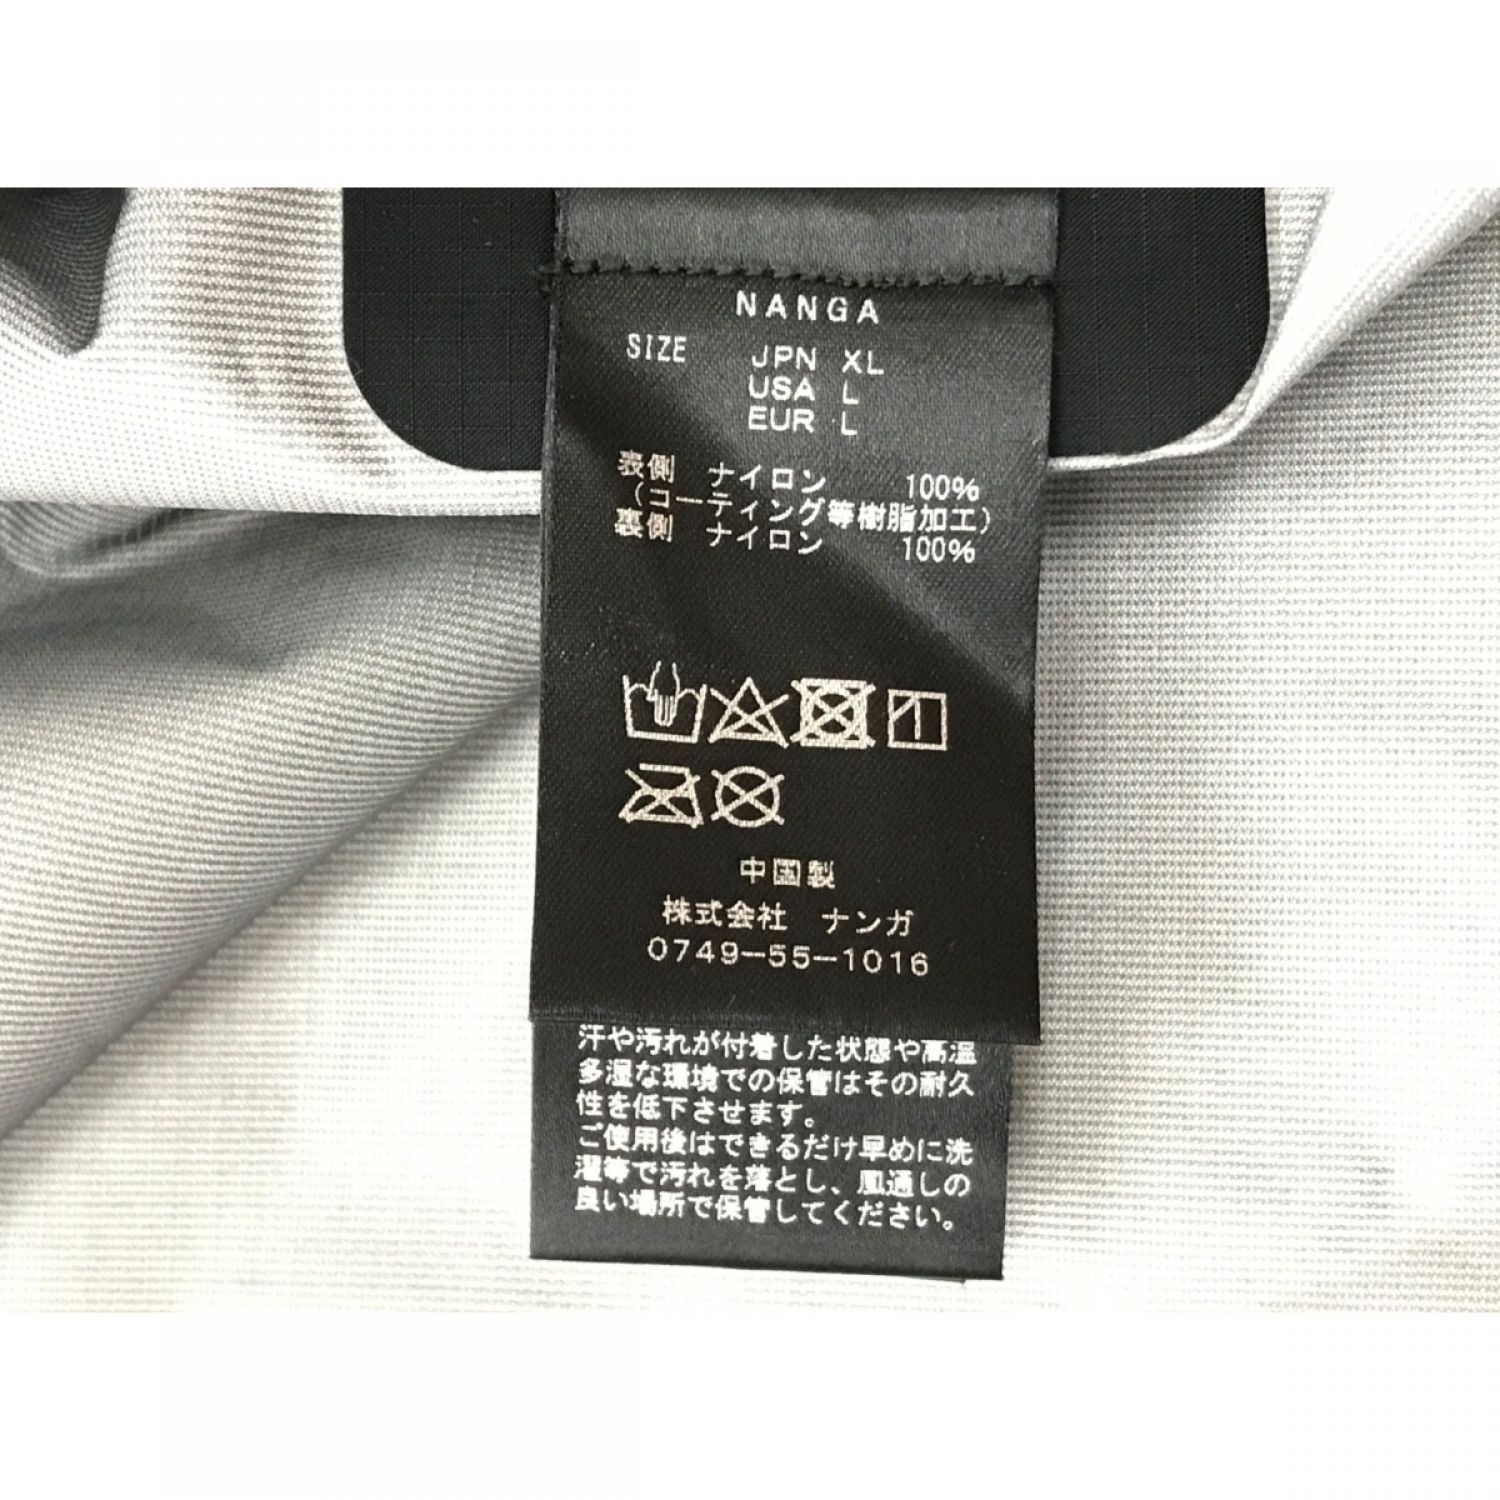 NANGA
SIZE JPN XL
USA L
EUR L
表側 ナイロン 100%
(コーティング等樹脂加工)
裏側 ナイロン 100%
中国製
株式会社 ナンガ
0749-55-1016
汗や汚れが付着した状態や高温
多湿な環境での保管はその耐久
性を低下させます。
ご使用後はできるだけ早めに洗
濯等で汚れを落とし、風通しの
良い場所で保管してください。